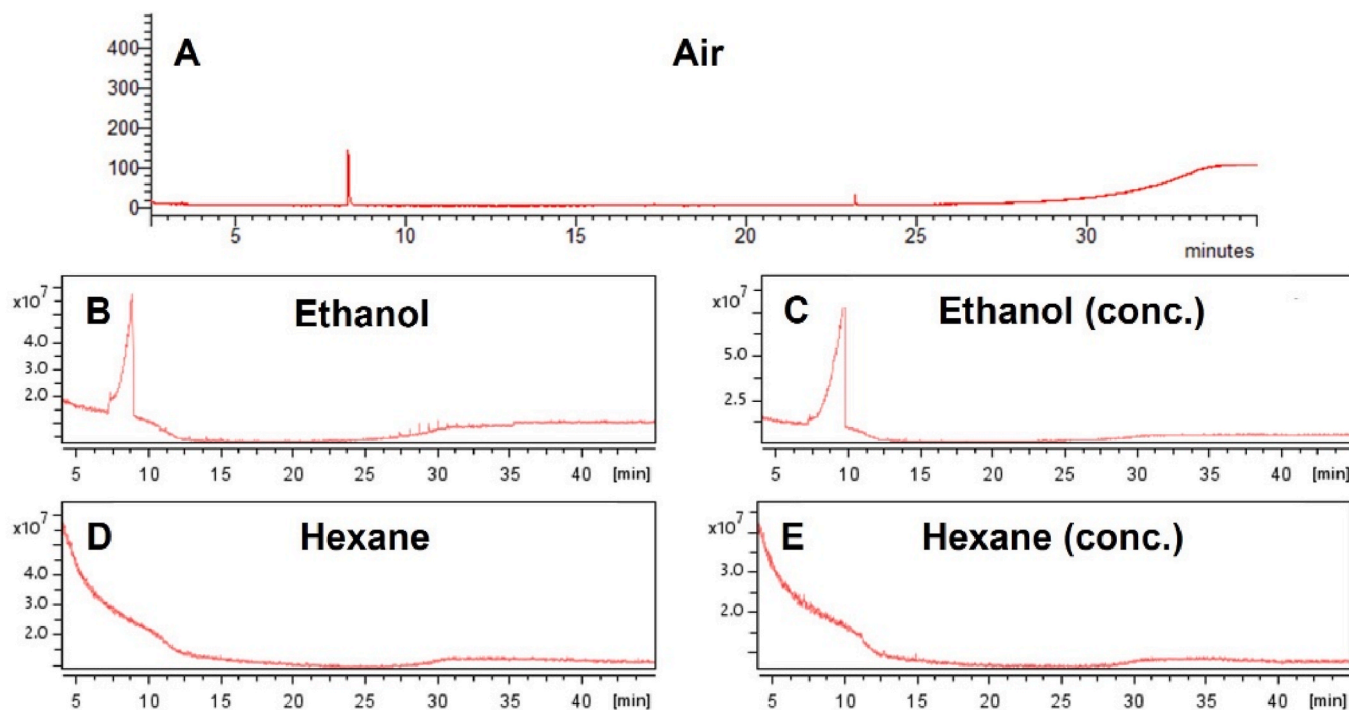 A Air
400
300
200
100
0
5 10 15 20 25 30
minutes
B Ethanol
x10⁷
4.0
3.0
2.0
5 10 15 20 25 30 35 40 [min]
C Ethanol (conc.)
x10⁷
5.0
2.5
5 10 15 20 25 30 35 40 [min]
D Hexane
x10⁷
4.0
3.0
2.0
5 10 15 20 25 30 35 40 [min]
E Hexane (conc.)
x10⁷
3.0
2.0
5 10 15 20 25 30 35 40 [min]